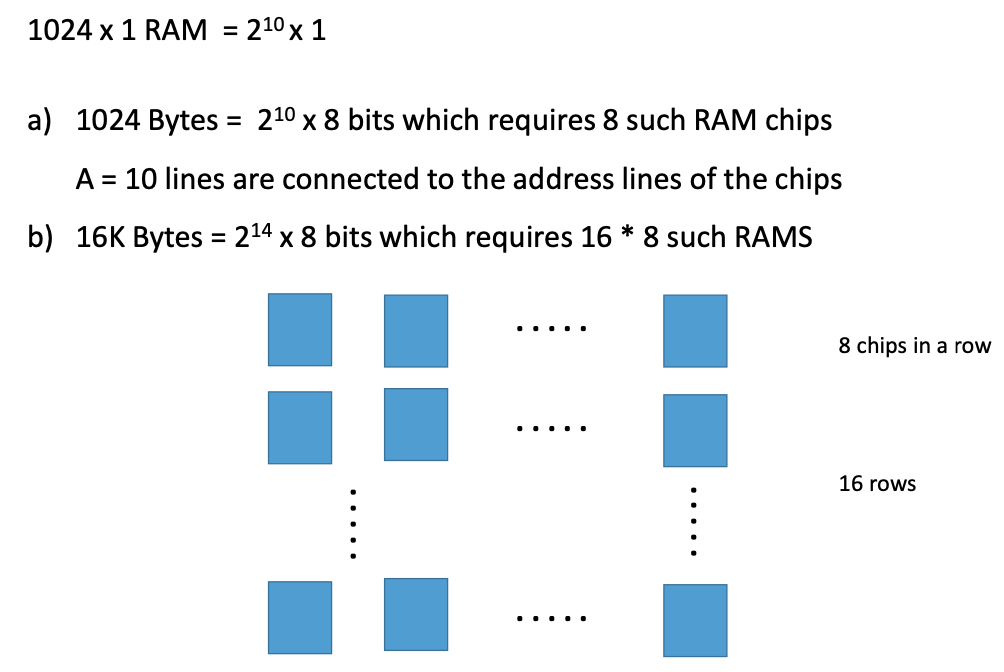 1024 x 1 RAM = 2¹⁰ x 1
a) 1024 Bytes = 2¹⁰ x 8 bits which requires 8 such RAM chips
A = 10 lines are connected to the address lines of the chips
b) 16K Bytes = 2¹⁴ x 8 bits which requires 16 * 8 such RAMS
8 chips in a row
16 rows